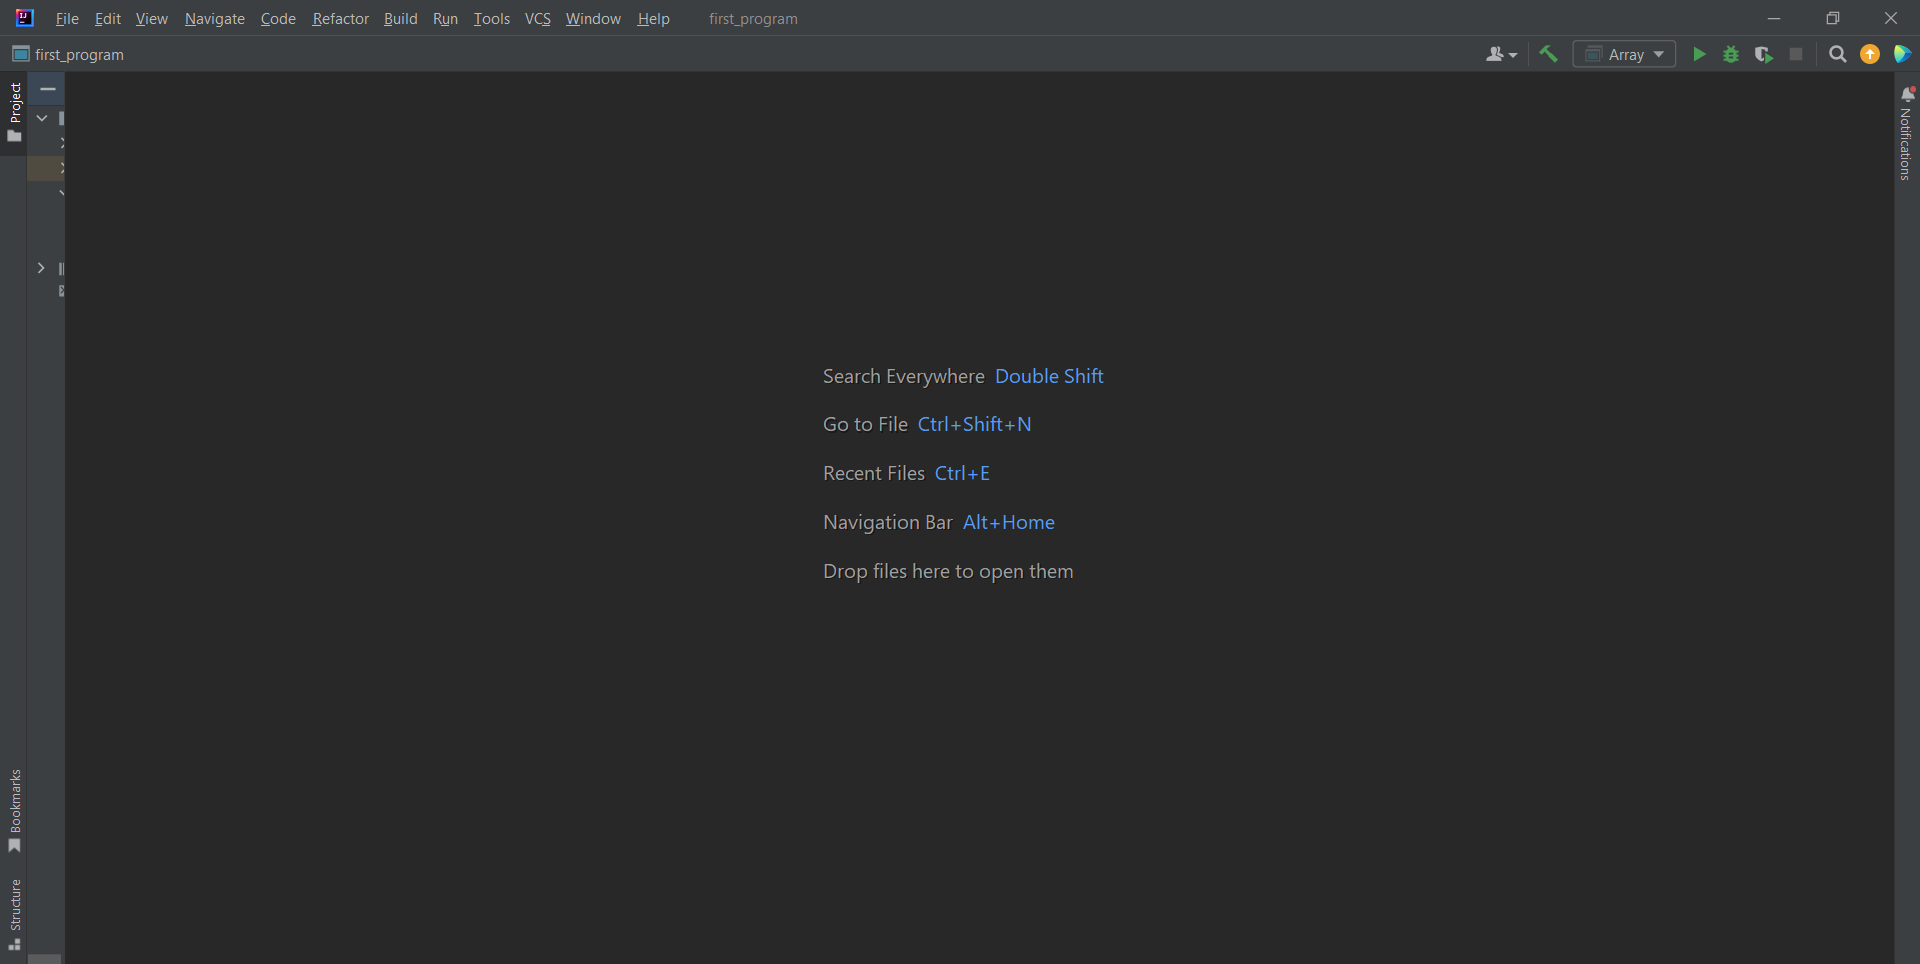 File Edit View Navigate Code Refactor Build Run Tools VCS Window Help first_program
first_program Array
Project
Notifications
Search Everywhere Double Shift
Go to File Ctrl+Shift+N
Recent Files Ctrl+E
Navigation Bar Alt+Home
Drop files here to open them
Bookmarks
Structure